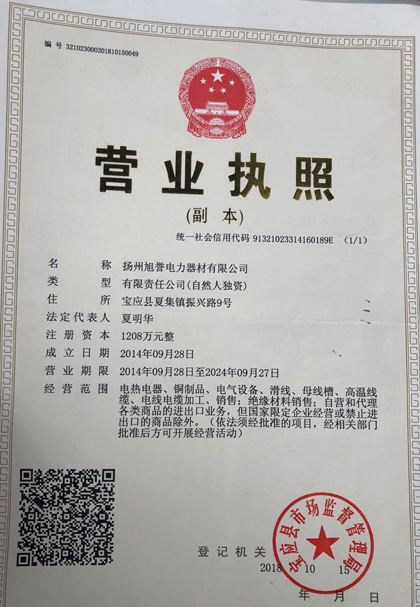 编 号 321023000201810150049
营业执照
(副 本)
统一社会信用代码 91321023314160189E (1/1)
名 称 扬州旭誉电力器材有限公司
类 型 有限责任公司(自然人独资)
住 所 宝应县夏集镇振兴路9号
法定代表人 夏明华
注 册 资 本 1208万元整
成 立 日 期 2014年09月28日
营 业 期 限 2014年09月28日至2024年09月27日
经 营 范 围 电热电器、铜制品、电气设备、滑线、母线槽、高温线
缆、电线电缆加工、销售；绝缘材料销售；自营和代理
各类商品的进出口业务，但国家限定企业经营或禁止进
出口的商品除外。（依法须经批准的项目，经相关部门
批准后方可开展经营活动）
宝应县市场监督管理局
登 记 机 关
2018 10 15
年 月 日